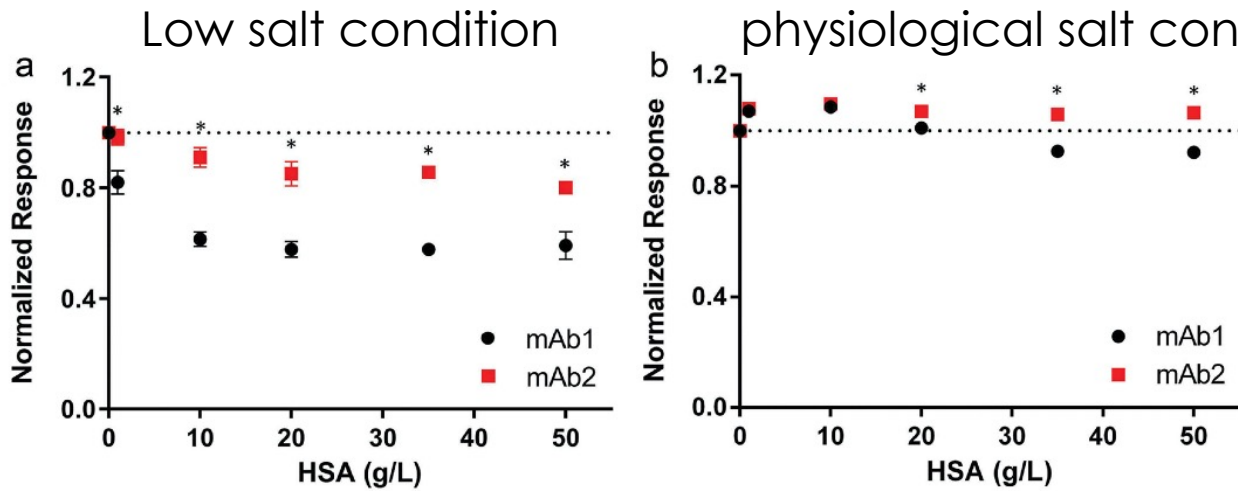 Low salt condition
physiological salt con
a
b
Normalized Response
1.2
0.8
0.4
0.0
* * * * *
mAb1
mAb2
0 10 20 30 40 50
HSA (g/L)
Normalized Response
1.2
0.8
0.4
0.0
* * *
mAb1
mAb2
0 10 20 30 40 50
HSA (g/L)